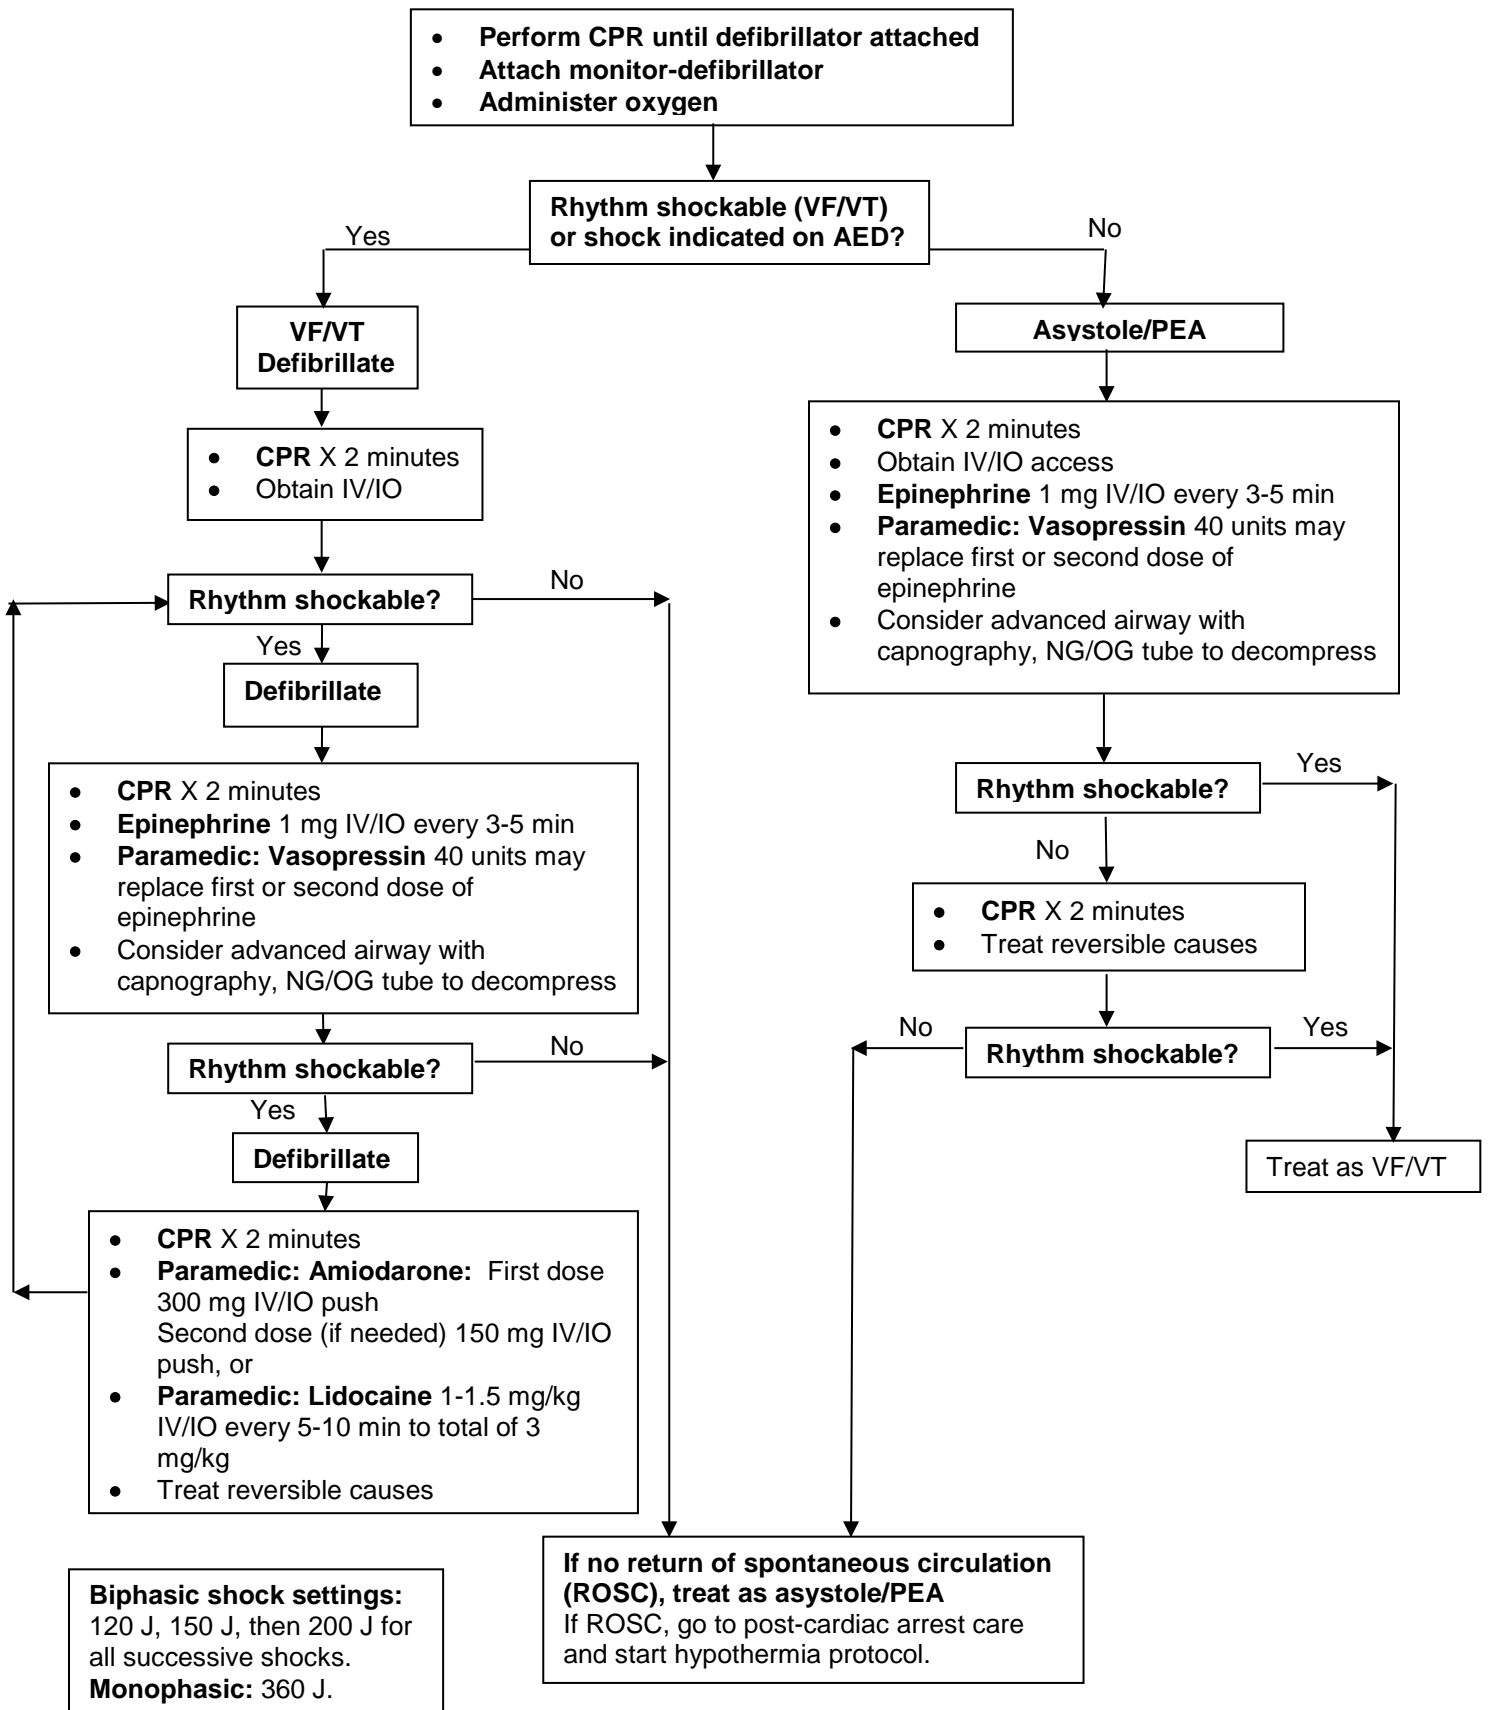 • Perform CPR until defibrillator attached
• Attach monitor-defibrillator
• Administer oxygen
Rhythm shockable (VF/VT)
or shock indicated on AED?
Yes
No
VF/VT
Defibrillate
• CPR X 2 minutes
• Obtain IV/IO
Rhythm shockable?
No
Yes
Defibrillate
• CPR X 2 minutes
• Epinephrine 1 mg IV/IO every 3-5 min
• Paramedic: Vasopressin 40 units may
replace first or second dose of
epinephrine
• Consider advanced airway with
capnography, NG/OG tube to decompress
Rhythm shockable?
No
Yes
Defibrillate
• CPR X 2 minutes
• Paramedic: Amiodarone: First dose
300 mg IV/IO push
Second dose (if needed) 150 mg IV/IO
push, or
• Paramedic: Lidocaine 1-1.5 mg/kg
IV/IO every 5-10 min to total of 3
mg/kg
• Treat reversible causes
Asystole/PEA
• CPR X 2 minutes
• Obtain IV/IO access
• Epinephrine 1 mg IV/IO every 3-5 min
• Paramedic: Vasopressin 40 units may
replace first or second dose of
epinephrine
• Consider advanced airway with
capnography, NG/OG tube to decompress
Rhythm shockable?
Yes
No
• CPR X 2 minutes
• Treat reversible causes
No
Rhythm shockable?
Yes
Treat as VF/VT
If no return of spontaneous circulation
(ROSC), treat as asystole/PEA
If ROSC, go to post-cardiac arrest care
and start hypothermia protocol.
Biphasic shock settings:
120 J, 150 J, then 200 J for
all successive shocks.
Monophasic: 360 J.